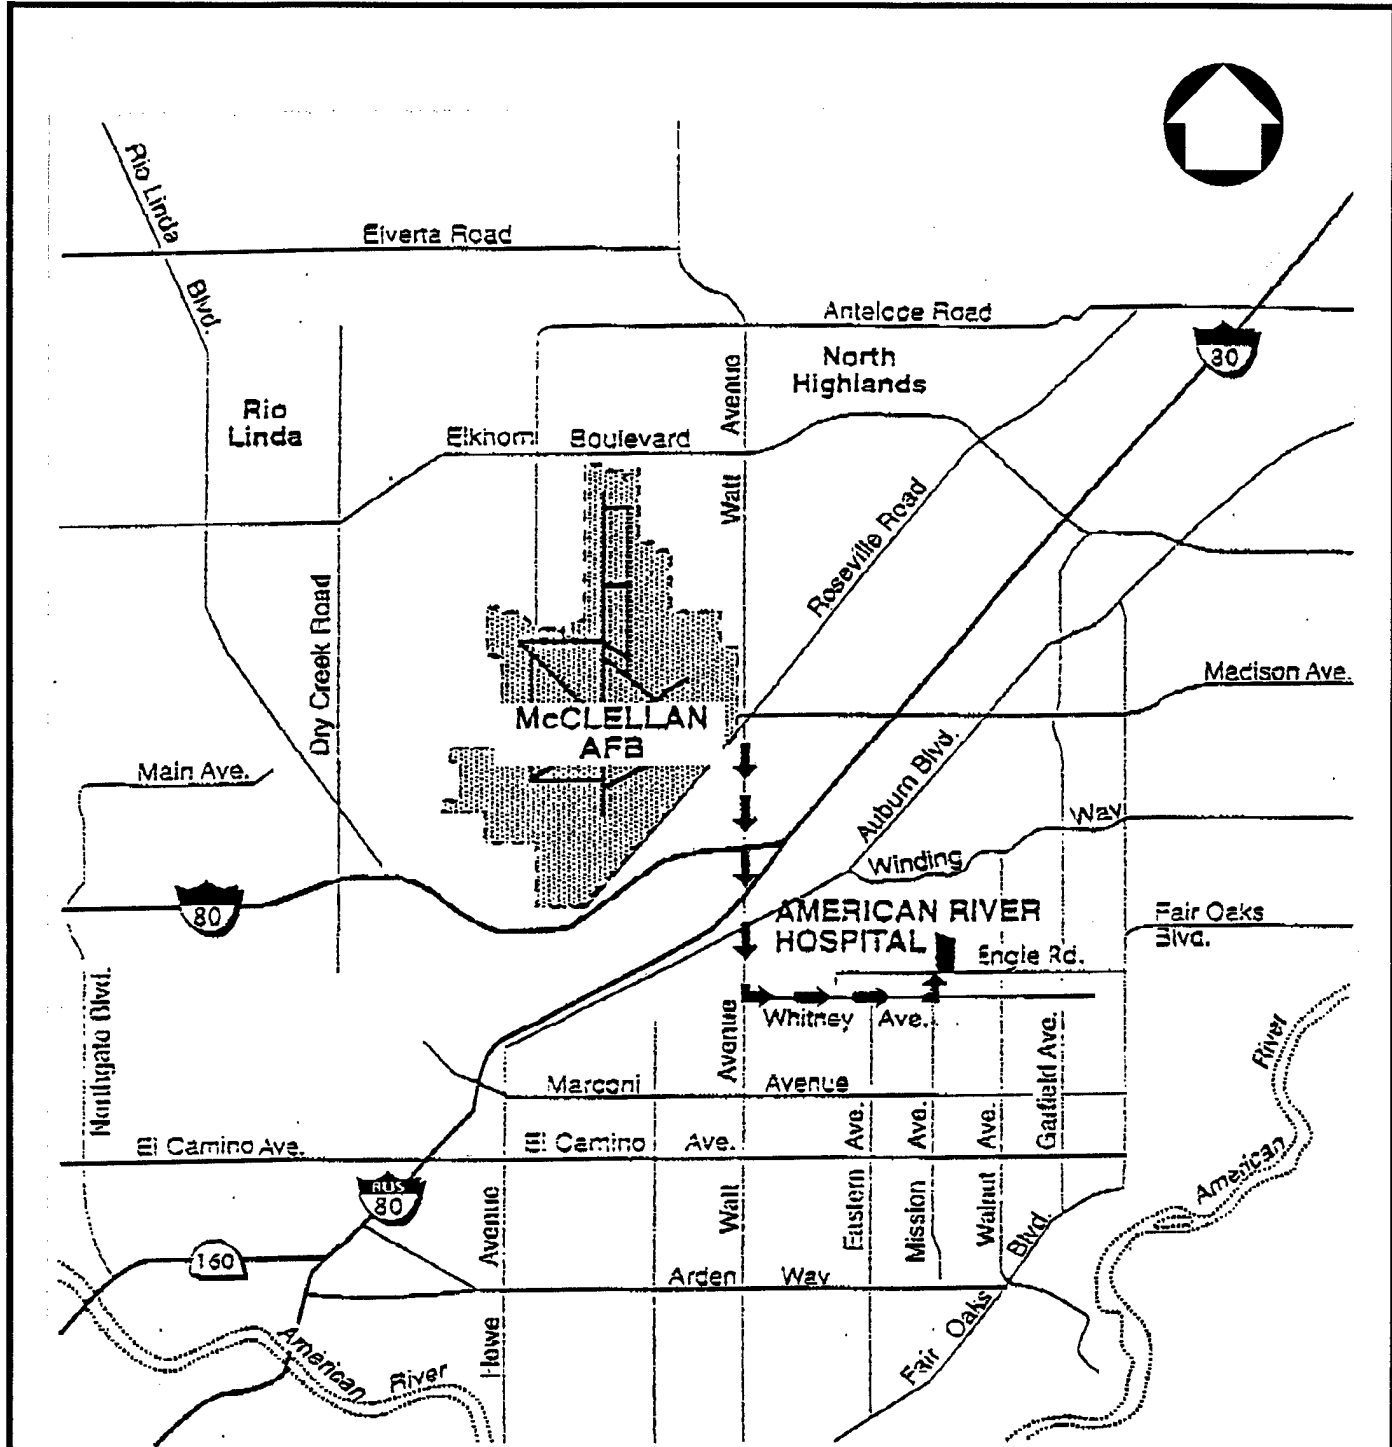 Rio Linda
Blvd.
Elverta Road
Antelope Road
North
Highlands
80
Rio
Linda
Elkhorn Boulevard
Watt Avenue
Roseville Road
Dry Creek Road
Madison Ave.
McCLELLAN
AFB
Main Ave.
Auburn Blvd.
Winding Way
80
AMERICAN RIVER
HOSPITAL
Fair Oaks
Blvd.
Engle Rd.
Whitney Ave.
Northgate Blvd.
Marconi Avenue
Garfield Ave.
El Camino Ave.
El Camino Ave.
BUS
80
160
Howe Avenue
Watt Avenue
Eastern Ave.
Mission Ave.
Walnut Ave.
Arden Way
Fair Oaks Blvd.
American River
American River